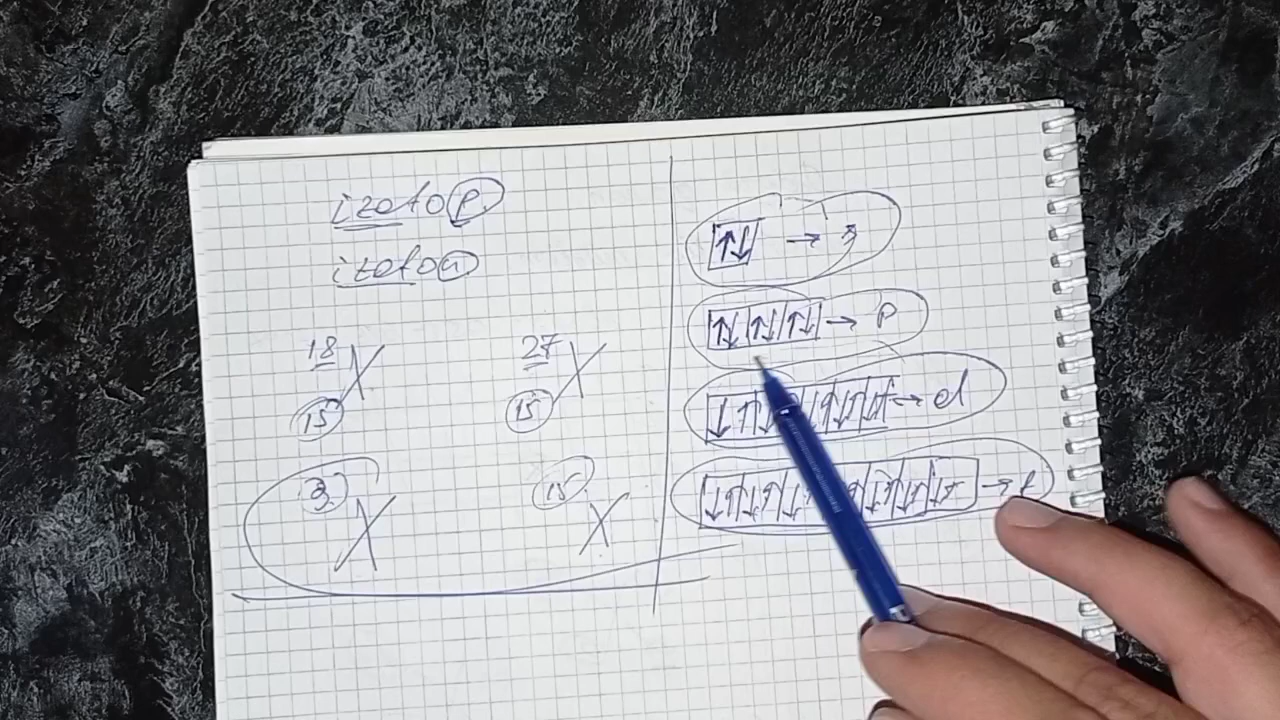 izotop
izoton
18 X 27 X
15 15
3 X 15 X
↑↓ → s
↑↓ ↑↓ ↑↓ → p
→ d
→ f